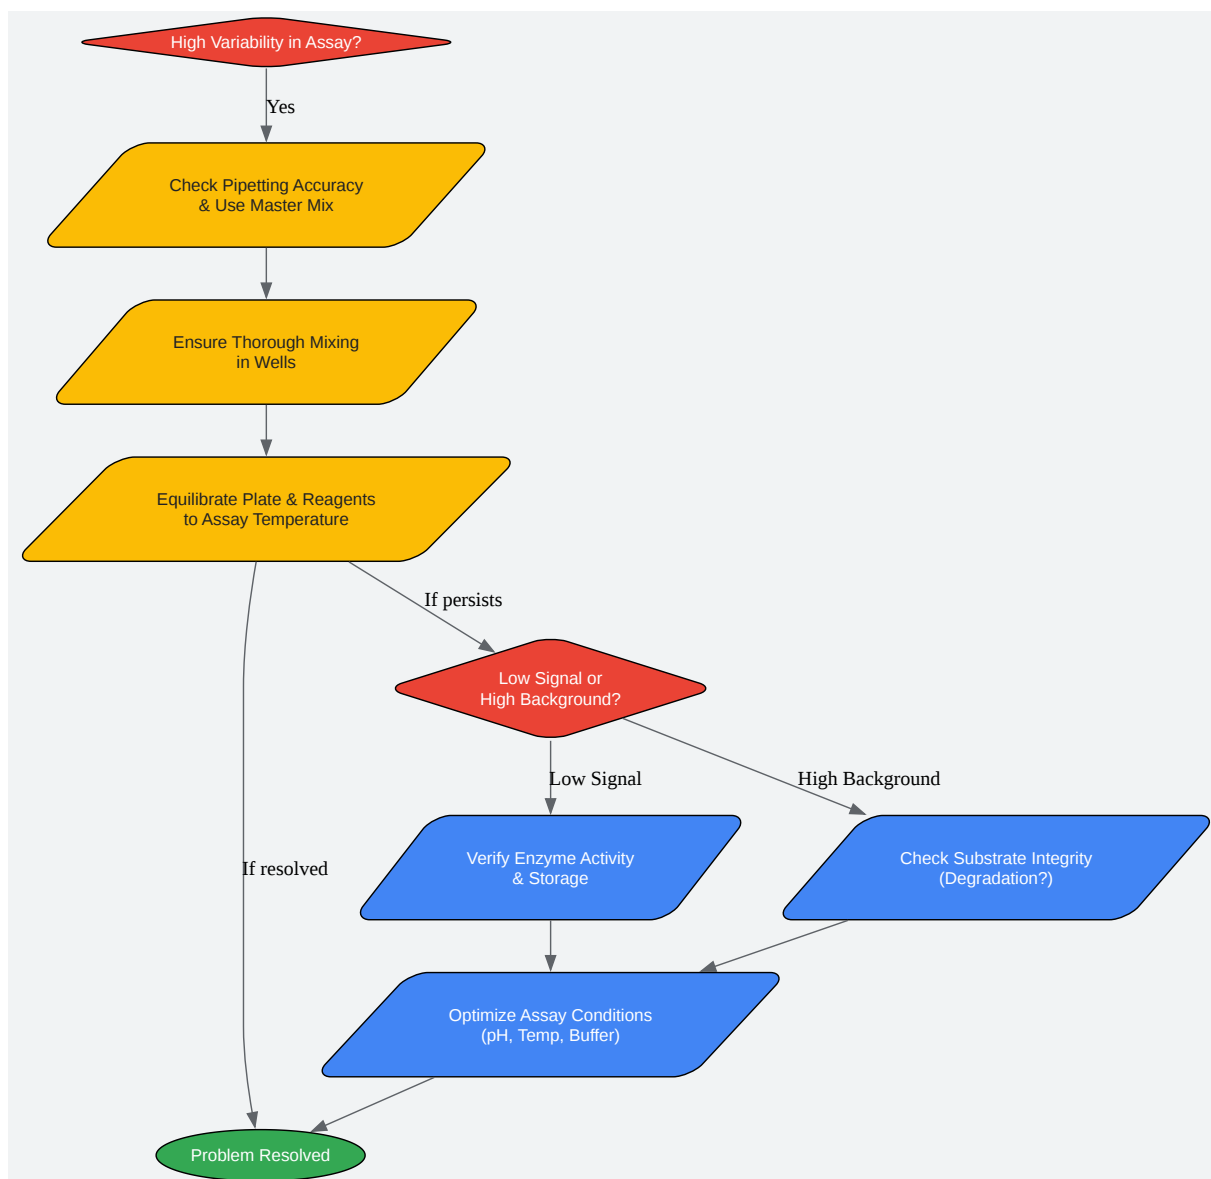 High Variability in Assay?
Yes
Check Pipetting Accuracy
& Use Master Mix
Ensure Thorough Mixing
in Wells
Equilibrate Plate & Reagents
to Assay Temperature
If persists
Low Signal or
High Background?
Low Signal
High Background
Verify Enzyme Activity
& Storage
Check Substrate Integrity
(Degradation?)
If resolved
Optimize Assay Conditions
(pH, Temp, Buffer)
Problem Resolved